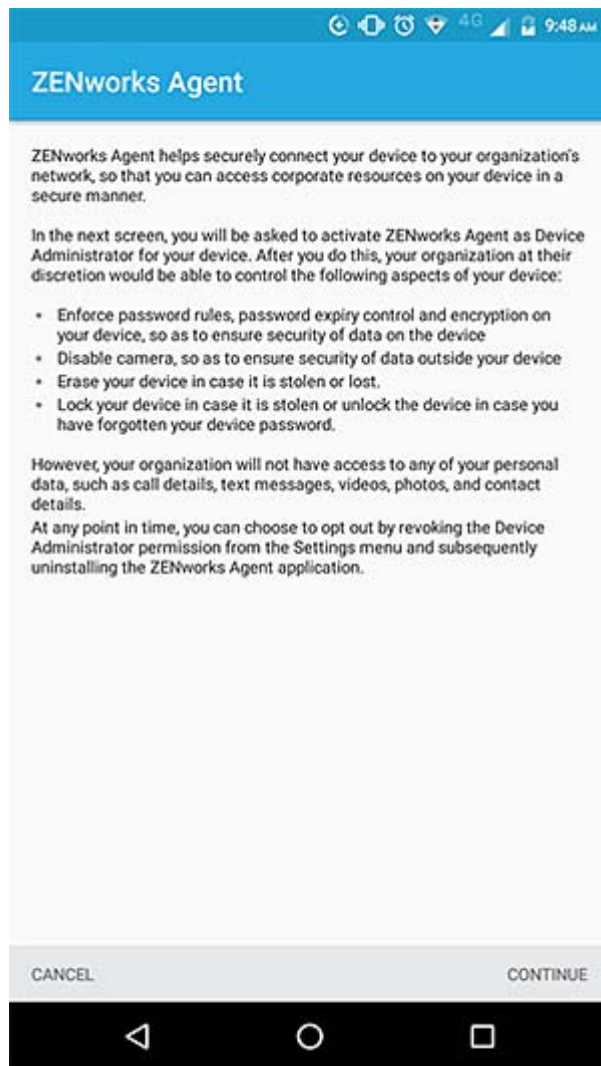 4G 9:48 AM
ZENworks Agent
ZENworks Agent helps securely connect your device to your organization's
network, so that you can access corporate resources on your device in a
secure manner.
In the next screen, you will be asked to activate ZENworks Agent as Device
Administrator for your device. After you do this, your organization at their
discretion would be able to control the following aspects of your device:
• Enforce password rules, password expiry control and encryption on
your device, so as to ensure security of data on the device
• Disable camera, so as to ensure security of data outside your device
• Erase your device in case it is stolen or lost.
• Lock your device in case it is stolen or unlock the device in case you
have forgotten your device password.
However, your organization will not have access to any of your personal
data, such as call details, text messages, videos, photos, and contact
details.
At any point in time, you can choose to opt out by revoking the Device
Administrator permission from the Settings menu and subsequently
uninstalling the ZENworks Agent application.
CANCEL CONTINUE